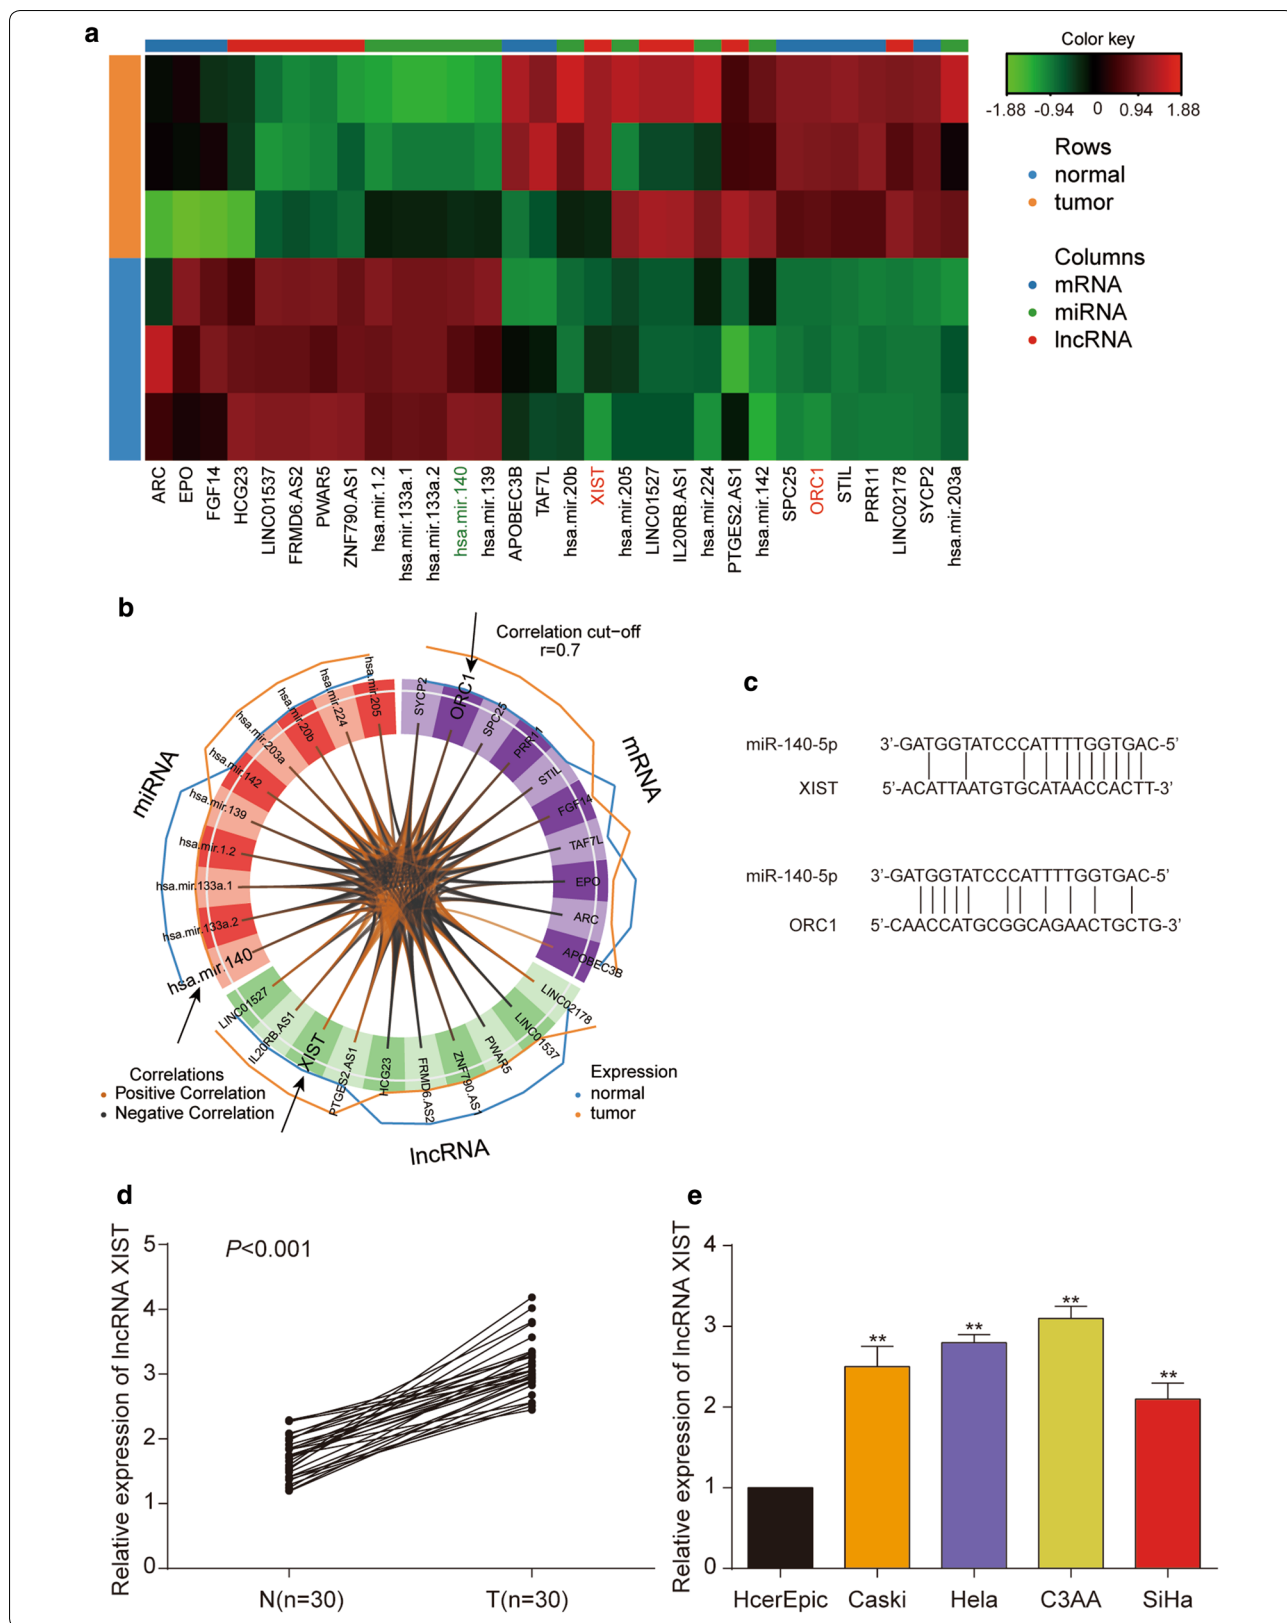 a
Color key
-1.88 -0.94 0 0.94 1.88
Rows
normal
tumor
Columns
mRNA
miRNA
lncRNA
ARC
EPO
FGF14
HCG23
LINC01537
FRMD6.AS2
PWAR5
ZNF790.AS1
hsa.mir.1.2
hsa.mir.133a.1
hsa.mir.133a.2
hsa.mir.140
hsa.mir.139
APOBEC3B
TAF7L
hsa.mir.20b
XIST
hsa.mir.205
LINC01527
IL20RB.AS1
hsa.mir.224
PTGES2.AS1
hsa.mir.142
SPC25
ORC1
STIL
PRR11
LINC02178
SYCP2
hsa.mir.203a
b
Correlation cut-off
r=0.7
mRNA
SYCP2
ORC1
SPC25
PRR11
STIL
FGF14
TAF7L
EPO
ARC
APOBEC3B
LINC02178
LINC01537
PWAR5
ZNF790.AS1
FRMD6.AS2
HCG23
PTGES2.AS1
XIST
IL20RB.AS1
LINC01527
lncRNA
hsa.mir.140
hsa.mir.133a.2
hsa.mir.133a.1
hsa.mir.1.2
hsa.mir.139
hsa.mir.142
hsa.mir.203a
hsa.mir.20b
hsa.mir.224
hsa.mir.205
miRNA
Correlations
Positive Correlation
Negative Correlation
Expression
normal
tumor
c
miR-140-5p 3’-GATGGTATCCCATTTTGGTGAC-5’
XIST 5’-ACATTAATGTGCATAACCACTT-3’
miR-140-5p 3’-GATGGTATCCCATTTTGGTGAC-5’
ORC1 5’-CAACCATGCGGCAGAACTGCTG-3’
d
Relative expression of lncRNA XIST
P<0.001
5
4
3
2
1
0
N(n=30) T(n=30)
e
Relative expression of lncRNA XIST
4
3
2
1
0
**
**
**
**
HcerEpic Caski Hela C3AA SiHa